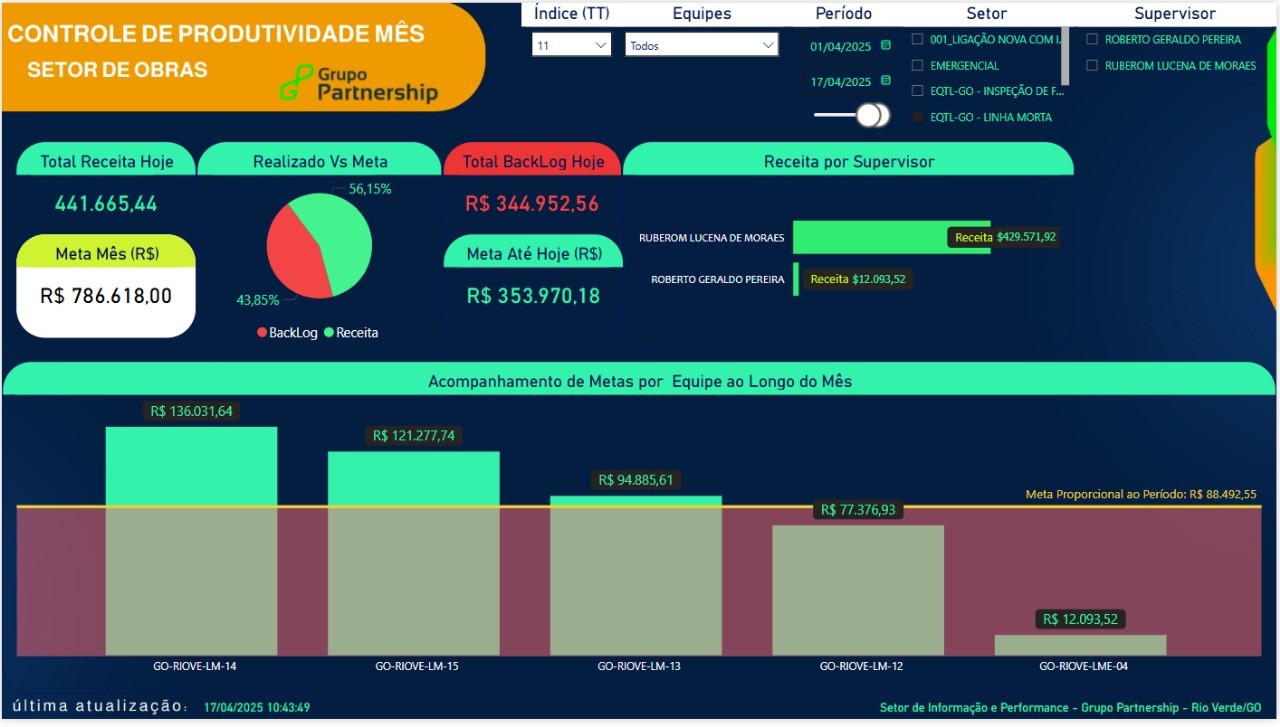 CONTROLE DE PRODUTIVIDADE MÊS
SETOR DE OBRAS
Grupo
Partnership
Índice (TT)
11
Equipes
Todos
Período
01/04/2025
17/04/2025
Setor
001_LIGAÇÃO NOVA COM I...
EMERGENCIAL
EQTL-GO - INSPEÇÃO DE F...
EQTL-GO - LINHA MORTA
Supervisor
ROBERTO GERALDO PEREIRA
RUBEROM LUCENA DE MORAES
Total Receita Hoje
441.665,44
Meta Mês (R$)
R$ 786.618,00
Realizado Vs Meta
56,15%
43,85%
BackLog Receita
Total BackLog Hoje
R$ 344.952,56
Meta Até Hoje (R$)
R$ 353.970,18
Receita por Supervisor
RUBEROM LUCENA DE MORAES Receita $429.571,92
ROBERTO GERALDO PEREIRA Receita $12.093,52
Acompanhamento de Metas por Equipe ao Longo do Mês
R$ 136.031,64
R$ 121.277,74
R$ 94.885,61
R$ 77.376,93
R$ 12.093,52
Meta Proporcional ao Período: R$ 88.492,55
GO-RIOVE-LM-14
GO-RIOVE-LM-15
GO-RIOVE-LM-13
GO-RIOVE-LM-12
GO-RIOVE-LME-04
última atualização: 17/04/2025 10:43:49
Setor de Informação e Performance - Grupo Partnership - Rio Verde/GO